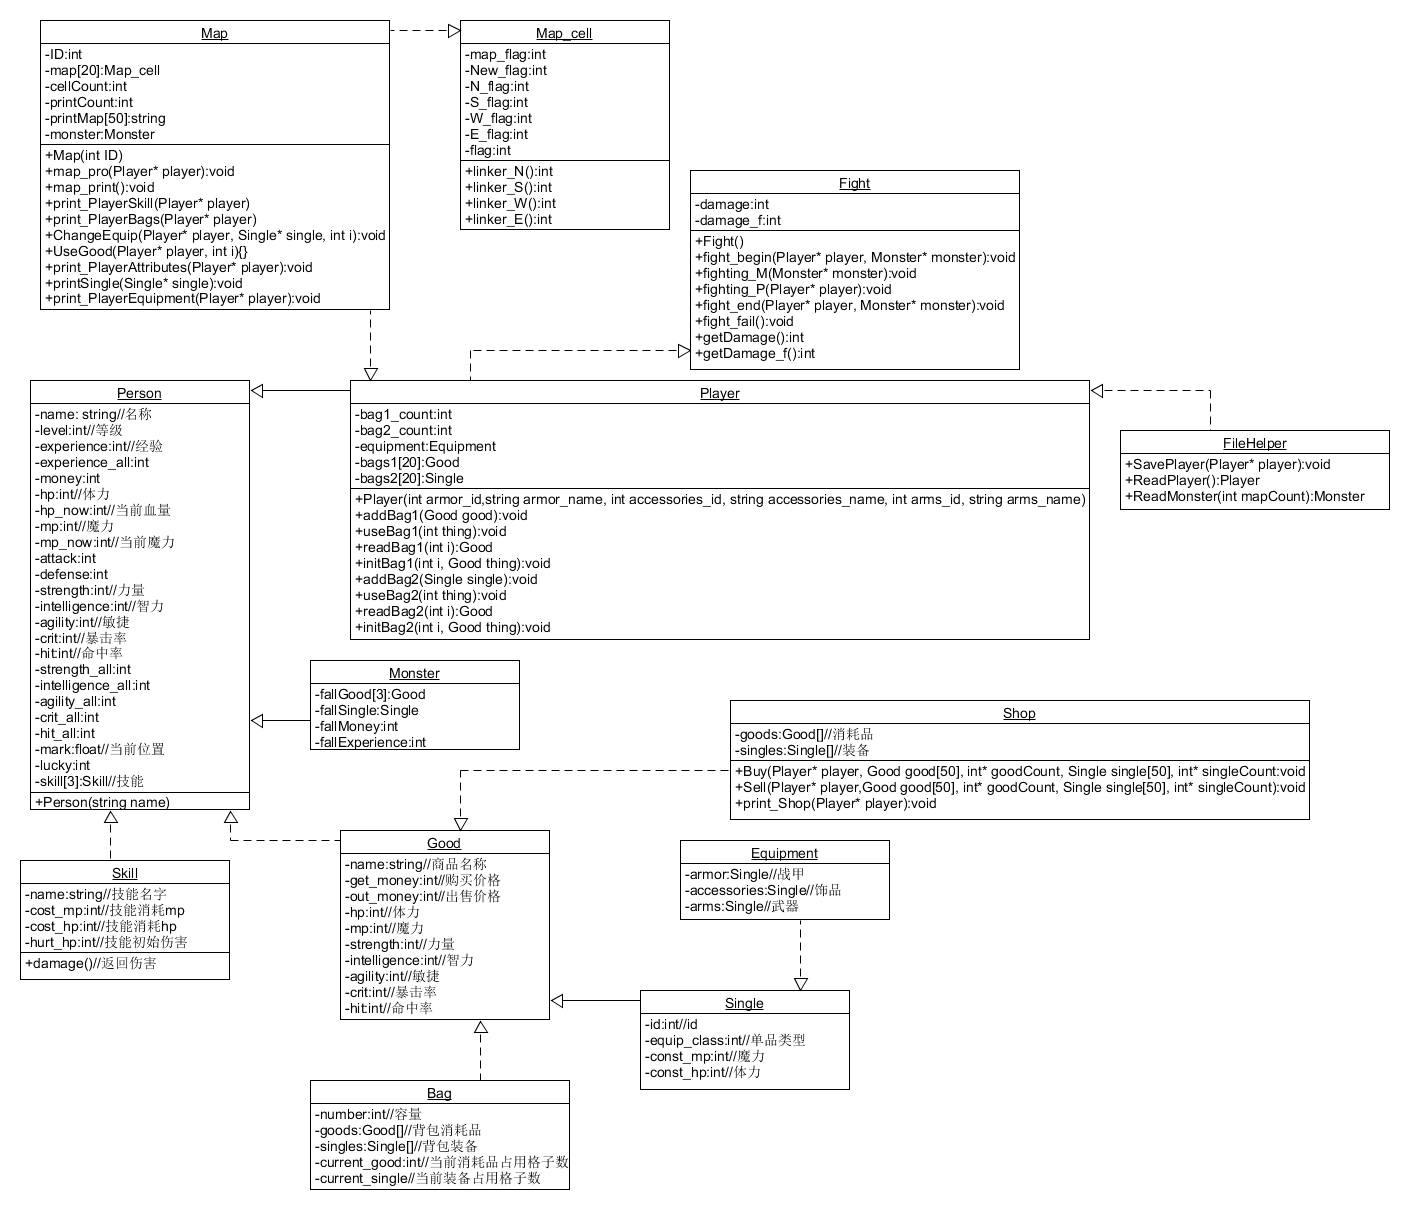 Map
-ID:int
-map[20]:Map_cell
-cellCount:int
-printCount:int
-printMap[50]:string
-monster:Monster
+Map(int ID)
+map_pro(Player* player):void
+map_print():void
+print_PlayerSkill(Player* player)
+print_PlayerBags(Player* player)
+ChangeEquip(Player* player, Single* single, int i):void
+UseGood(Player* player, int i){}
+print_PlayerAttributes(Player* player):void
+printSingle(Single* single):void
+print_PlayerEquipment(Player* player):void
Map_cell
-map_flag:int
-New_flag:int
-N_flag:int
-S_flag:int
-W_flag:int
-E_flag:int
-flag:int
+linker_N():int
+linker_S():int
+linker_W():int
+linker_E():int
Fight
-damage:int
-damage_f:int
+Fight()
+fight_begin(Player* player, Monster* monster):void
+fighting_M(Monster* monster):void
+fighting_P(Player* player):void
+fight_end(Player* player, Monster* monster):void
+fight_fail():void
+getDamage():int
+getDamage_f():int
Person
-name: string//名称
-level:int//等级
-experience:int//经验
-experience_all:int
-money:int
-hp:int//体力
-hp_now:int//当前血量
-mp:int//魔力
-mp_now:int//当前魔力
-attack:int
-defense:int
-strength:int//力量
-intelligence:int//智力
-agility:int//敏捷
-crit:int//暴击率
-hit:int//命中率
-strength_all:int
-intelligence_all:int
-agility_all:int
-crit_all:int
-hit_all:int
-mark:float//当前位置
-lucky:int
-skill[3]:Skill//技能
+Person(string name)
Player
-bag1_count:int
-bag2_count:int
-equipment:Equipment
-bags1[20]:Good
-bags2[20]:Single
+Player(int armor_id,string armor_name, int accessories_id, string accessories_name, int arms_id, string arms_name)
+addBag1(Good good):void
+useBag1(int thing):void
+readBag1(int i):Good
+initBag1(int i, Good thing):void
+addBag2(Single single):void
+useBag2(int thing):void
+readBag2(int i):Good
+initBag2(int i, Good thing):void
FileHelper
+SavePlayer(Player* player):void
+ReadPlayer():Player
+ReadMonster(int mapCount):Monster
Monster
-fallGood[3]:Good
-fallSingle:Single
-fallMoney:int
-fallExperience:int
Shop
-goods:Good[]//消耗品
-singles:Single[]//装备
+Buy(Player* player, Good good[50], int* goodCount, Single single[50], int* singleCount:void
+Sell(Player* player,Good good[50], int* goodCount, Single single[50], int* singleCount):void
+print_Shop(Player* player):void
Skill
-name:string//技能名字
-cost_mp:int//技能消耗mp
-cost_hp:int//技能消耗hp
-hurt_hp:int//技能初始伤害
+damage()//返回伤害
Good
-name:string//商品名称
-get_money:int//购买价格
-out_money:int//出售价格
-hp:int//体力
-mp:int//魔力
-strength:int//力量
-intelligence:int//智力
-agility:int//敏捷
-crit:int//暴击率
-hit:int//命中率
Equipment
-armor:Single//战甲
-accessories:Single//饰品
-arms:Single//武器
Single
-id:int//id
-equip_class:int//单品类型
-const_mp:int//魔力
-const_hp:int//体力
Bag
-number:int//容量
-goods:Good[]//背包消耗品
-singles:Single[]//背包装备
-current_good:int//当前消耗品占用格子数
-current_single//当前装备占用格子数